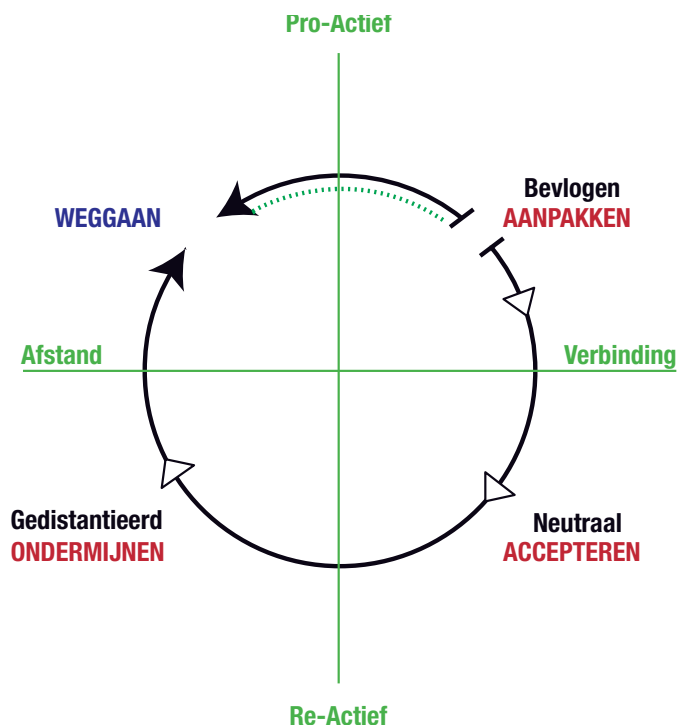 Pro-Actief
Bevlogen
AANPAKKEN
WEGGAAN
Afstand
Verbinding
Gedistantieerd
ONDERMIJNEN
Neutraal
ACCEPTEREN
Re-Actief